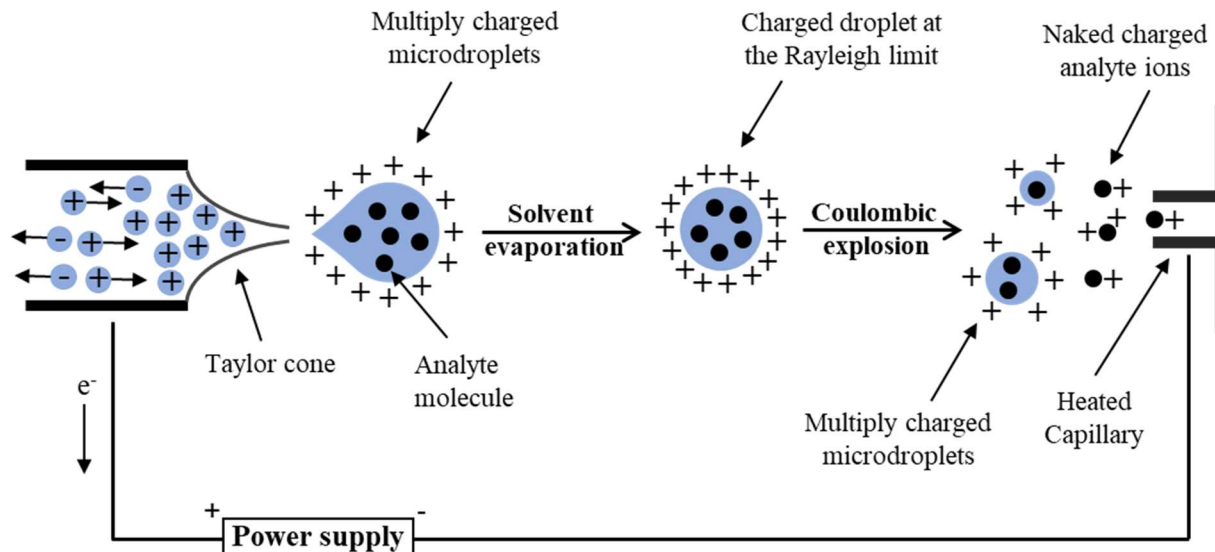 Multiply charged
microdroplets
Charged droplet at
the Rayleigh limit
Naked charged
analyte ions
Solvent
evaporation
Coulombic
explosion
Taylor cone
Analyte
molecule
e-
Multiply charged
microdroplets
Heated
Capillary
+ Power supply -